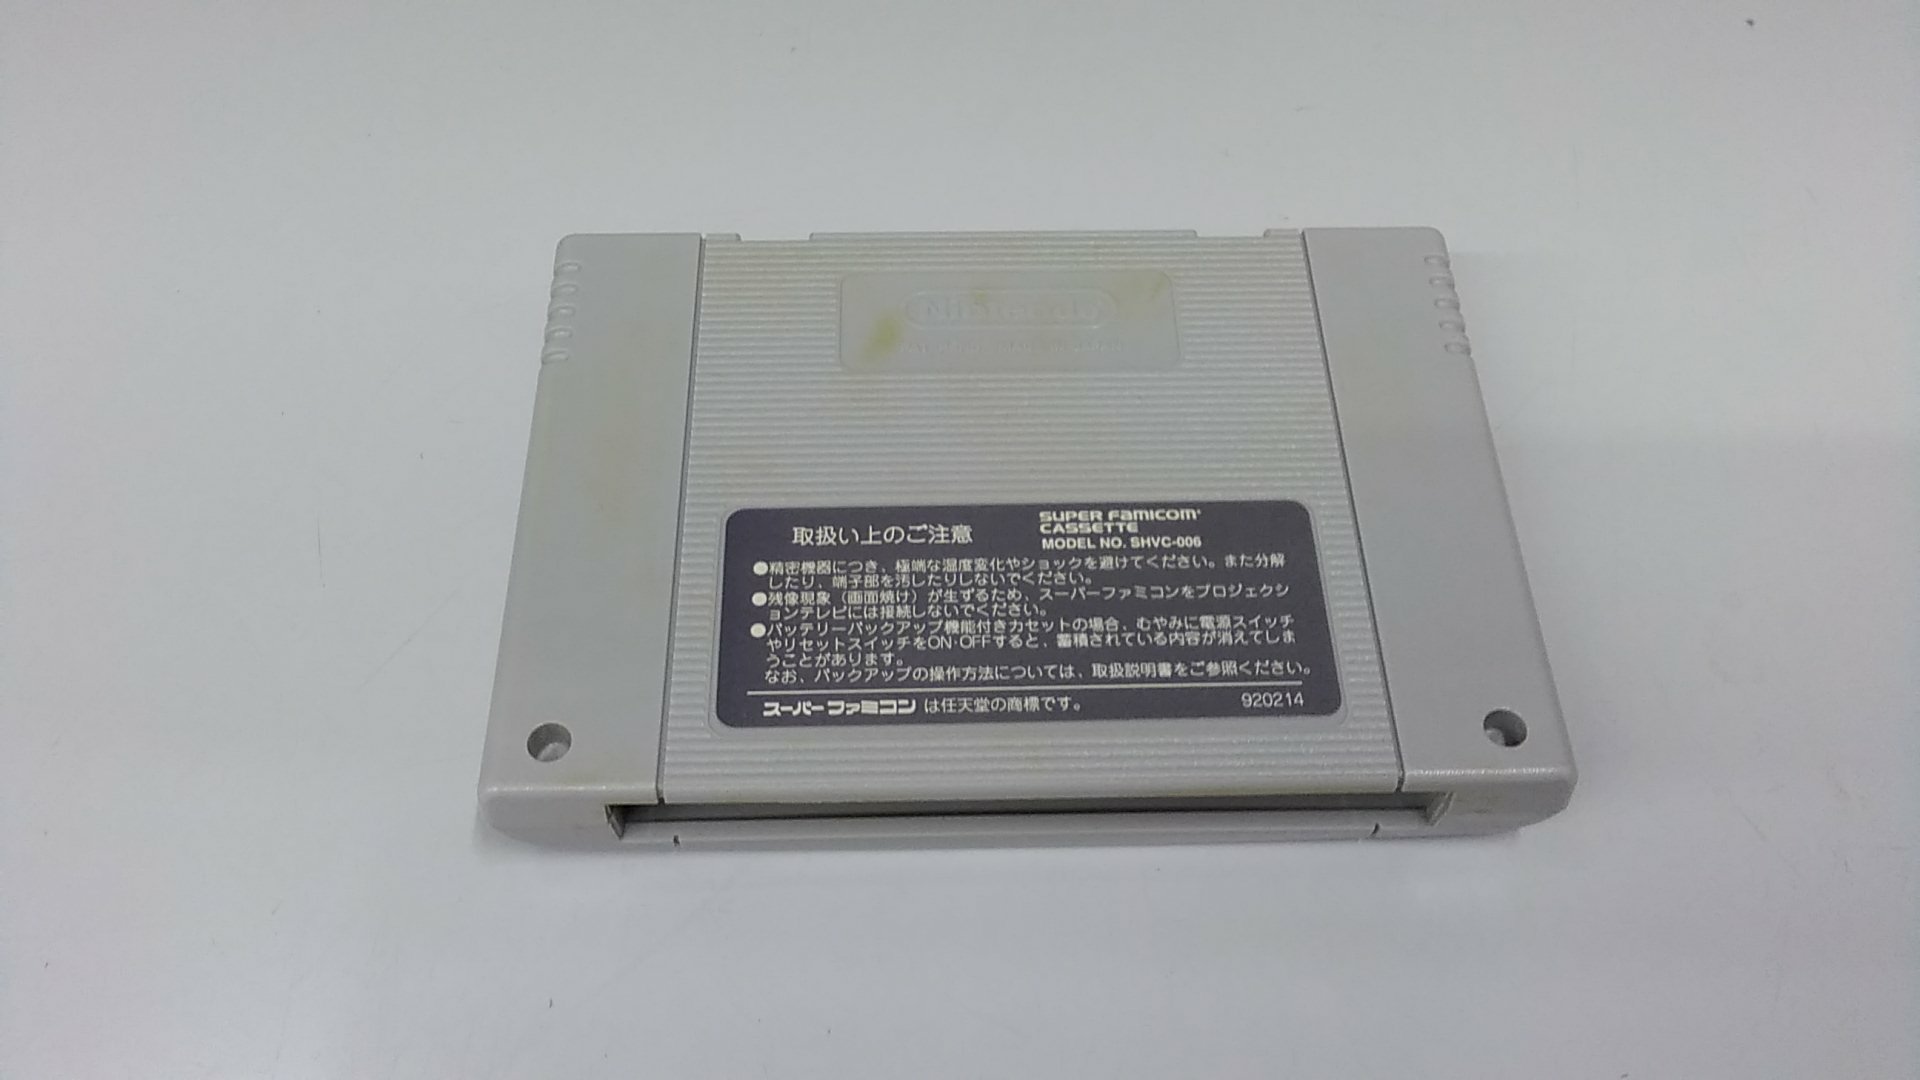 Nintendo
PAT. PEND. MADE IN JAPAN
取扱い上のご注意
SUPER FAMICOM
CASSETTE
MODEL NO. SHVC-006
●精密機器につき、極端な温度変化やショックを避けてください。また分解
したり、端子部を汚したりしないでください。
●残像現象（画面焼け）が生ずるため、スーパーファミコンをプロジェクシ
ョンテレビには接続しないでください。
●バッテリーバックアップ機能付きカセットの場合、むやみに電源スイッチ
やリセットスイッチをON・OFFすると、蓄積されている内容が消えてしま
うことがあります。
なお、バックアップの操作方法については、取扱説明書をご参照ください。
スーパーファミコン は任天堂の商標です。
920214